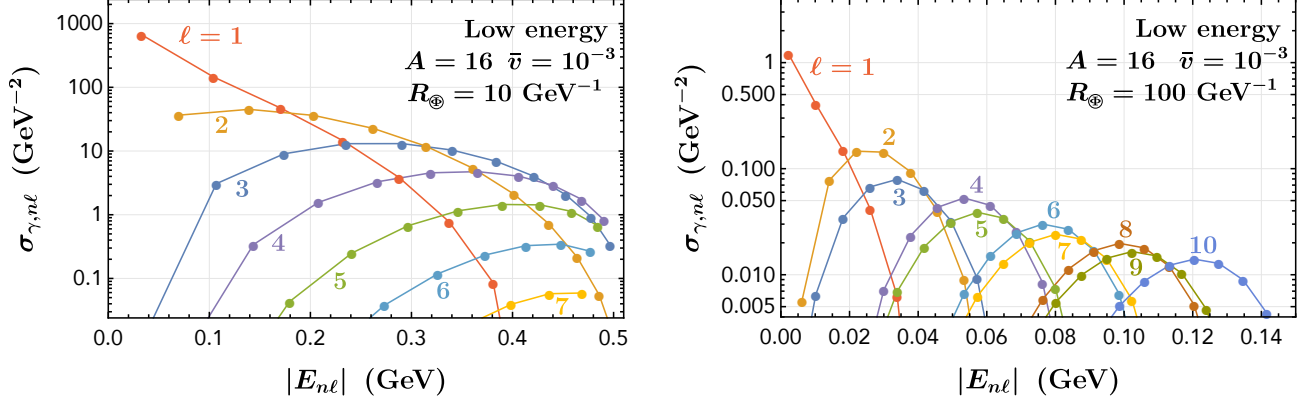 1000
100
10
1
0.1
σγ,nℓ (GeV⁻²)
0.0 0.1 0.2 0.3 0.4 0.5
|Enℓ| (GeV)
Low energy
A = 16 v̄ = 10⁻³
R⊕ = 10 GeV⁻¹
ℓ = 1
2
3
4
5
6
7
1
0.500
0.100
0.050
0.010
0.005
σγ,nℓ (GeV⁻²)
0.00 0.02 0.04 0.06 0.08 0.10 0.12 0.14
|Enℓ| (GeV)
Low energy
A = 16 v̄ = 10⁻³
R⊕ = 100 GeV⁻¹
ℓ = 1
2
3
4
5
6
7
8
9
10